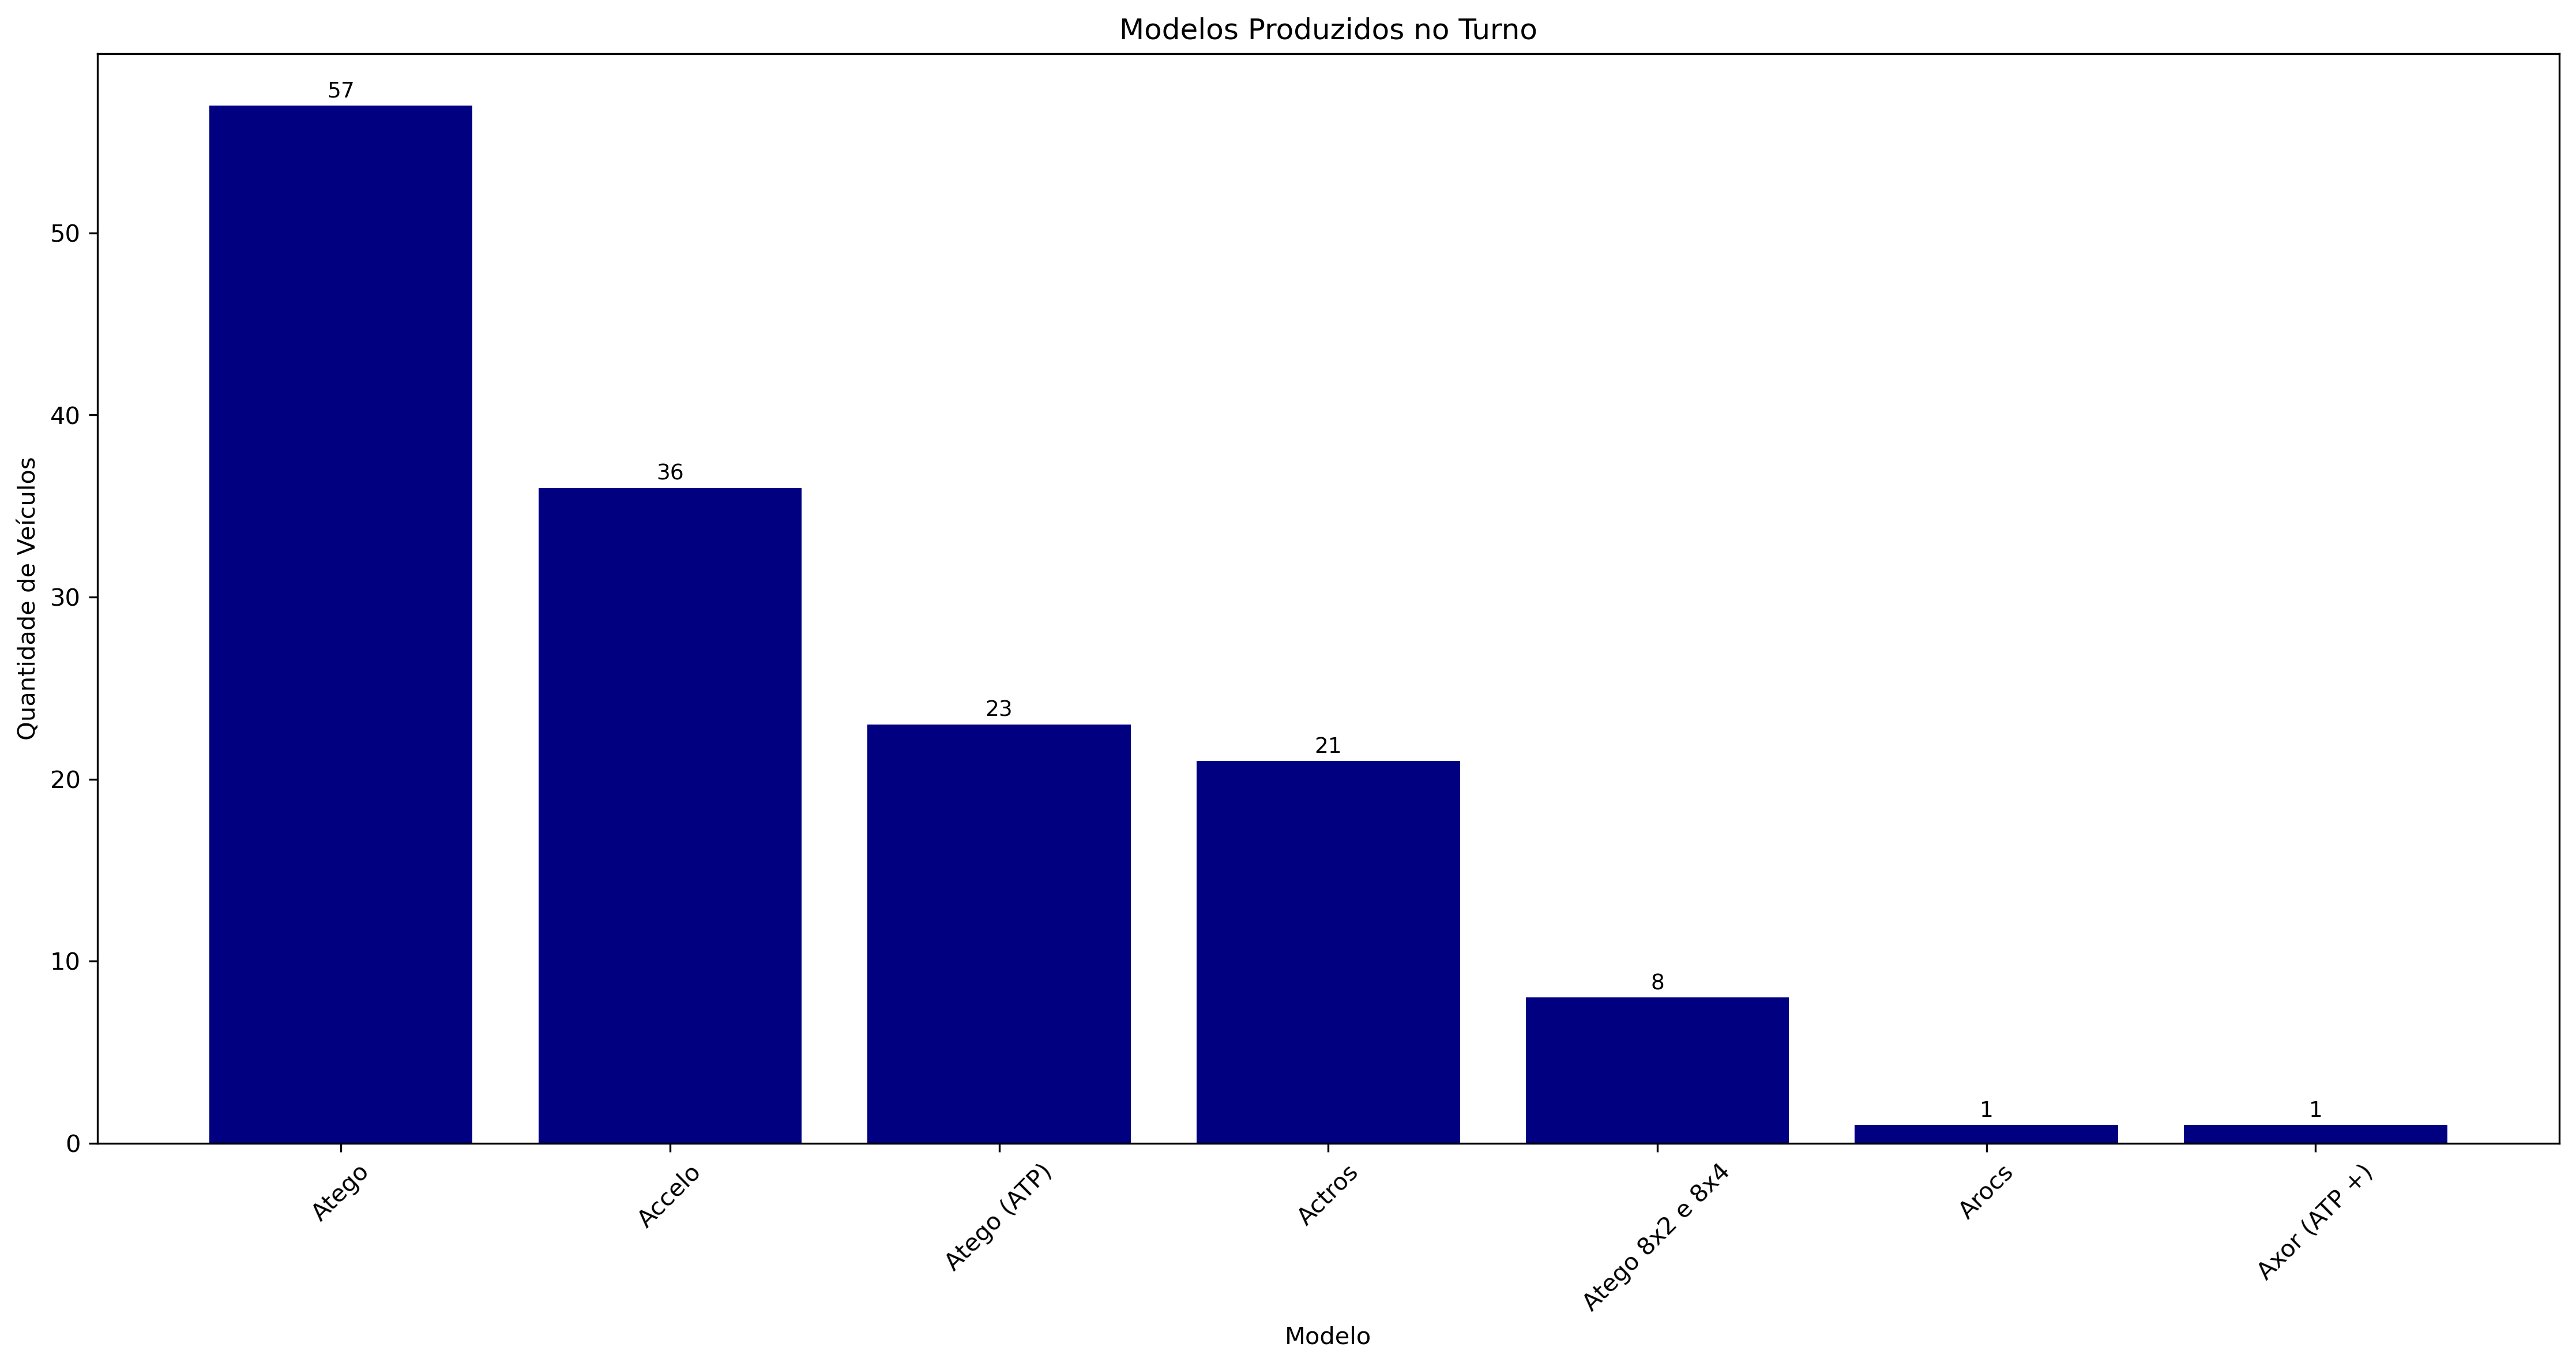 Modelos Produzidos no Turno
Quantidade de Veículos
50
40
30
20
10
0
57
36
23
21
8
1
1
Atego
Accelo
Atego (ATP)
Actros
Atego 8x2 e 8x4
Arocs
Axor (ATP +)
Modelo